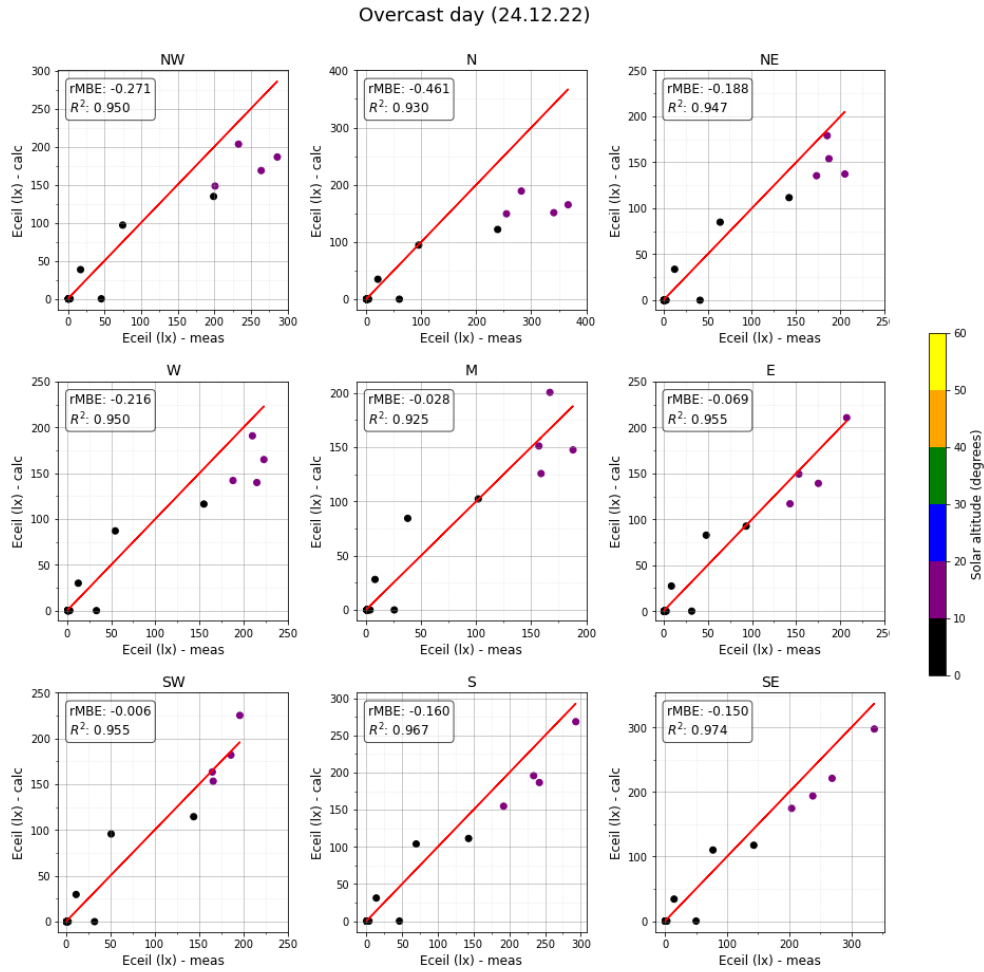 Overcast day (24.12.22)
NW
rMBE: -0.271
R²: 0.950
300
250
200
150
100
50
0
Eceil (lx) - calc
0 50 100 150 200 250 300
Eceil (lx) - meas
N
rMBE: -0.461
R²: 0.930
400
300
200
100
0
Eceil (lx) - calc
0 100 200 300 400
Eceil (lx) - meas
NE
rMBE: -0.188
R²: 0.947
250
200
150
100
50
0
Eceil (lx) - calc
0 50 100 150 200 250
Eceil (lx) - meas
W
rMBE: -0.216
R²: 0.950
250
200
150
100
50
0
Eceil (lx) - calc
0 50 100 150 200 250
Eceil (lx) - meas
M
rMBE: -0.028
R²: 0.925
200
150
100
50
0
Eceil (lx) - calc
0 50 100 150 200
Eceil (lx) - meas
E
rMBE: -0.069
R²: 0.955
250
200
150
100
50
0
Eceil (lx) - calc
0 50 100 150 200 250
Eceil (lx) - meas
SW
rMBE: -0.006
R²: 0.955
250
200
150
100
50
0
Eceil (lx) - calc
0 50 100 150 200 250
Eceil (lx) - meas
S
rMBE: -0.160
R²: 0.967
300
250
200
150
100
50
0
Eceil (lx) - calc
0 100 200 300
Eceil (lx) - meas
SE
rMBE: -0.150
R²: 0.974
300
200
100
0
Eceil (lx) - calc
0 100 200 300
Eceil (lx) - meas
60
50
40
30
20
10
0
Solar altitude (degrees)